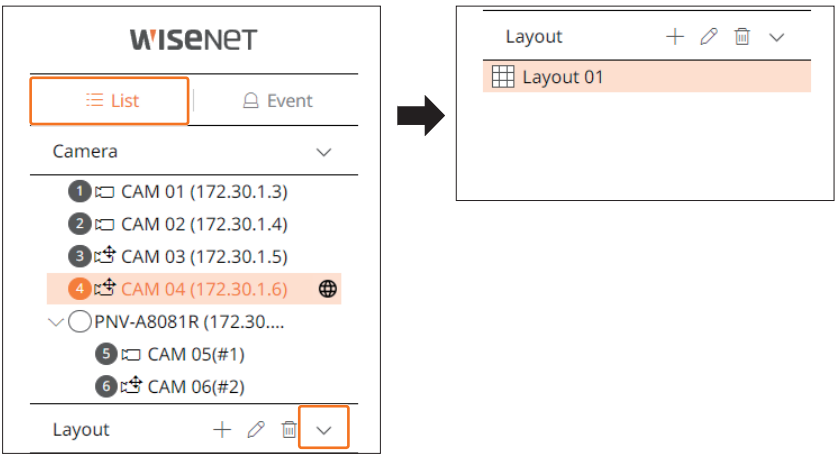 WISENET
List
Event
Camera
1 CAM 01 (172.30.1.3)
2 CAM 02 (172.30.1.4)
3 CAM 03 (172.30.1.5)
4 CAM 04 (172.30.1.6)
PNV-A8081R (172.30....
5 CAM 05(#1)
6 CAM 06(#2)
Layout
Layout
Layout 01